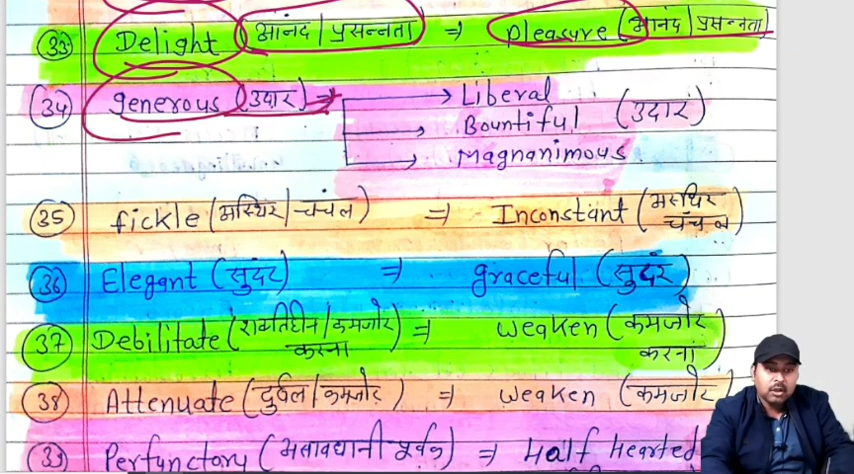 33 Delight (आनंद | प्रसन्नता) ⇒ Pleasure (आनंद | प्रसन्नता)
34 generous (उदार) → Liberal
Bountiful (उदार)
Magnanimous
35 fickle (अस्थिर | चंचल) ⇒ Inconstant (अस्थिर
चंचल)
36 Elegant (सुंदर) ⇒ graceful (सुंदर)
37 Debilitate (शक्तिहीन | कमजोर करना) ⇒ weaken (कमजोर
करना)
38 Attenuate (दुर्बल | कमजोर) ⇒ weaken (कमजोर)
39 Perfunctory (असावधानी पूर्वक) ⇒ Half Hearted